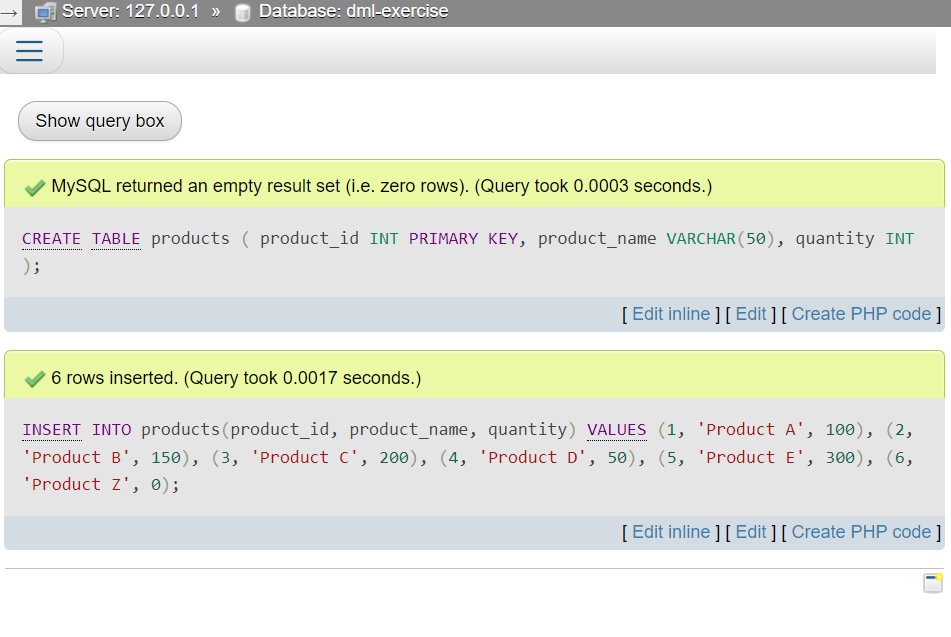 Server: 127.0.0.1 » Database: dml-exercise
Show query box
MySQL returned an empty result set (i.e. zero rows). (Query took 0.0003 seconds.)
CREATE TABLE products ( product_id INT PRIMARY KEY, product_name VARCHAR(50), quantity INT
);
[ Edit inline ] [ Edit ] [ Create PHP code ]
6 rows inserted. (Query took 0.0017 seconds.)
INSERT INTO products(product_id, product_name, quantity) VALUES (1, 'Product A', 100), (2,
'Product B', 150), (3, 'Product C', 200), (4, 'Product D', 50), (5, 'Product E', 300), (6,
'Product Z', 0);
[ Edit inline ] [ Edit ] [ Create PHP code ]